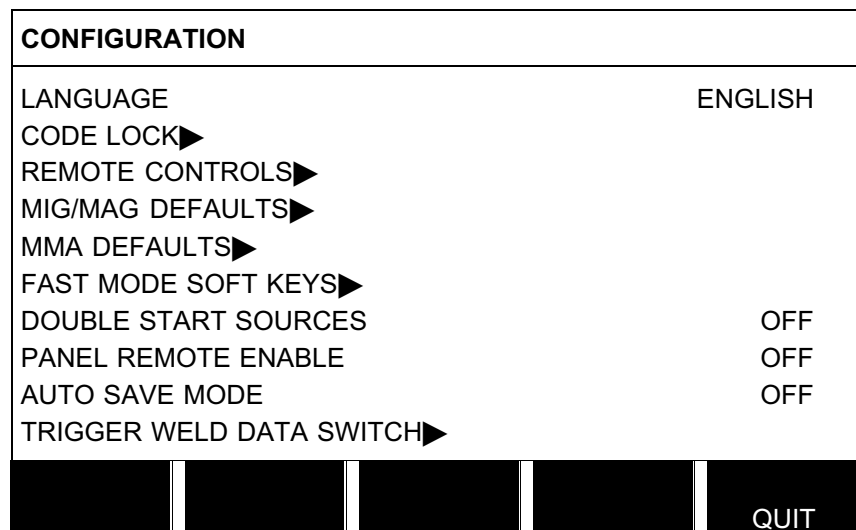 CONFIGURATION
LANGUAGE ENGLISH
CODE LOCK▶
REMOTE CONTROLS▶
MIG/MAG DEFAULTS▶
MMA DEFAULTS▶
FAST MODE SOFT KEYS▶
DOUBLE START SOURCES OFF
PANEL REMOTE ENABLE OFF
AUTO SAVE MODE OFF
TRIGGER WELD DATA SWITCH▶
QUIT